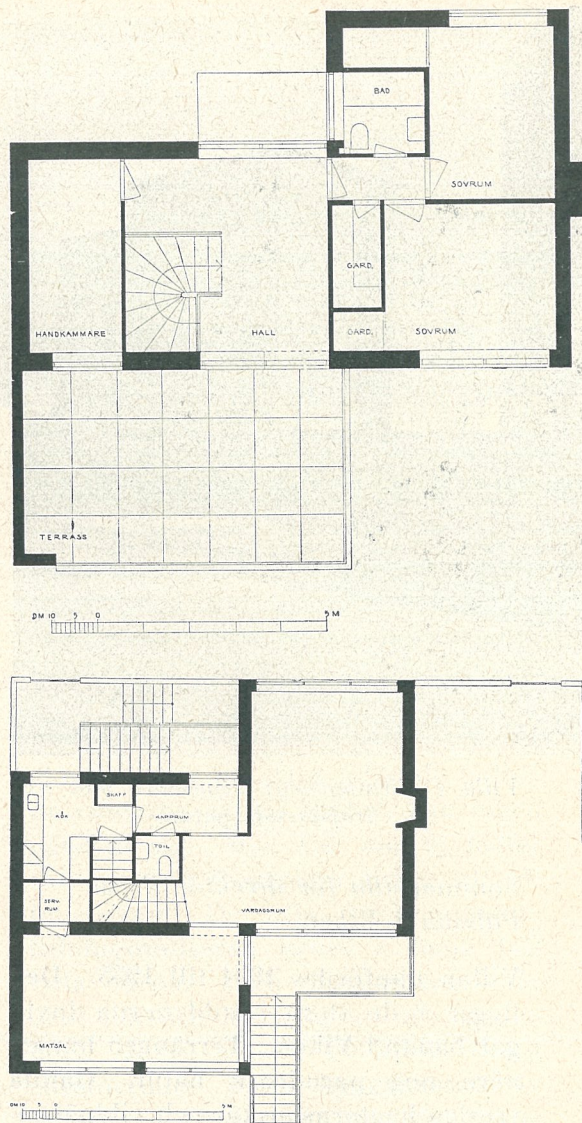 BAD
SOVRUM
GARD.
HANDKAMMARE
HALL
GARD.
SOVRUM
TERRASS
DM 10 5 0 5 M
SKAFF
KÖK
KAPPRUM
TOIL
SERV.
RUM
VARDAGSRUM
MATSAL
DM 10 5 0 5 M